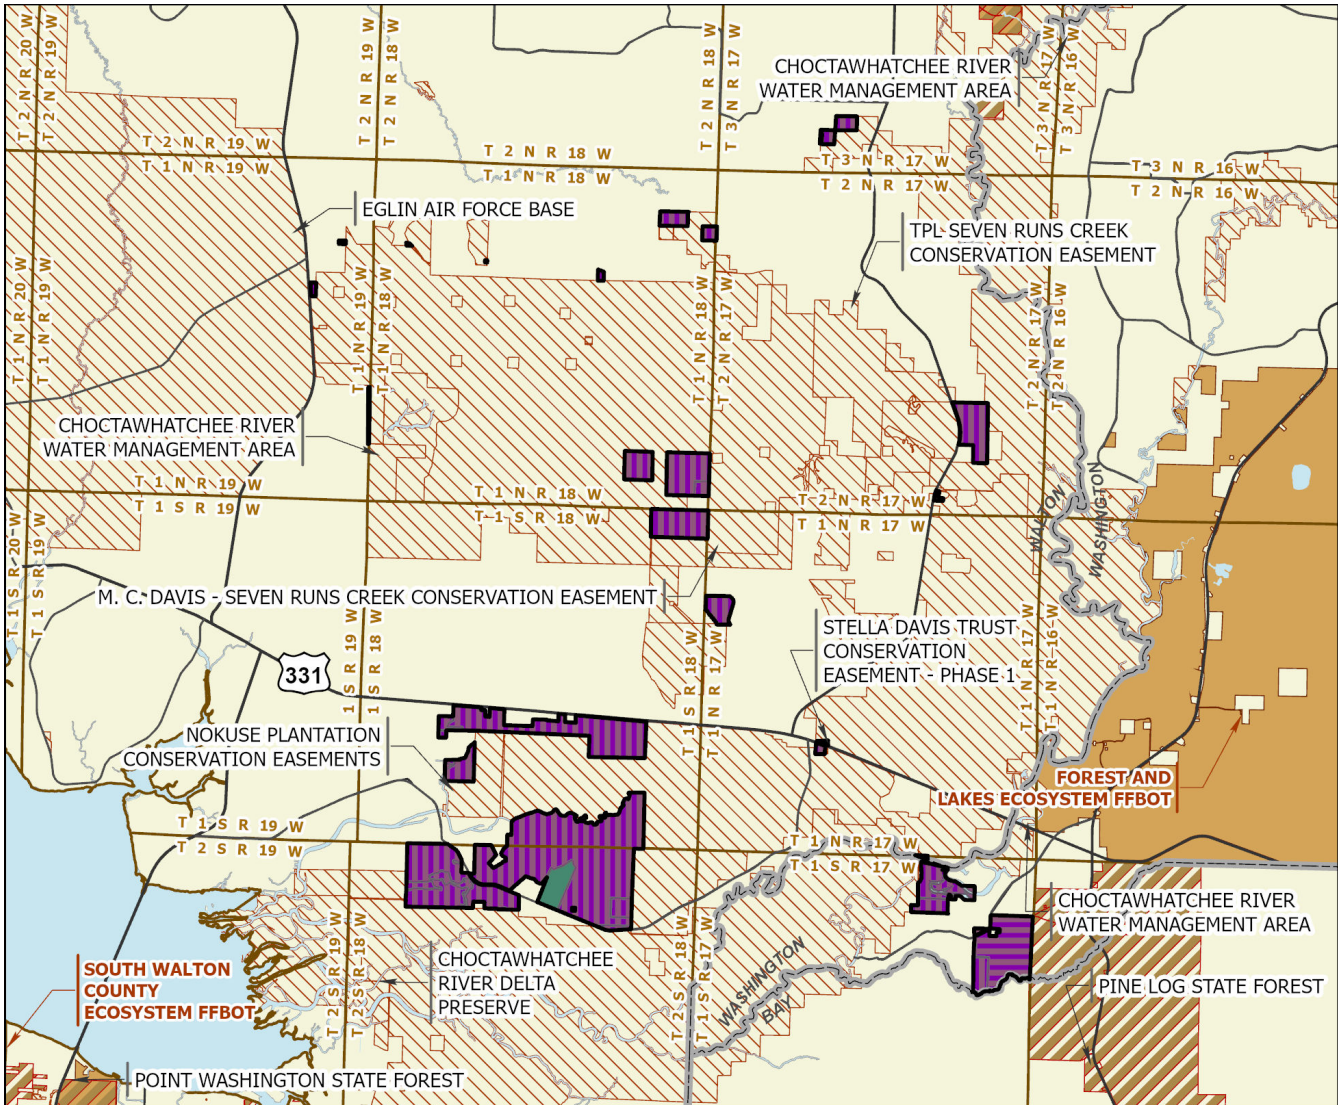 T 2 N R 20 W
T 2 N R 19 W
T 2 N R 19 W
T 2 N R 18 W
T 2 N R 18 W
T 3 N R 17 W
T 3 N R 17 W
T 3 N R 16 W
CHOCTAWHATCHEE RIVER
WATER MANAGEMENT AREA
T 2 N R 19 W
T 1 N R 19 W
T 2 N R 18 W
T 1 N R 18 W
T 3 N R 17 W
T 2 N R 17 W
T 3 N R 16 W
T 2 N R 16 W
EGLIN AIR FORCE BASE
TPL-SEVEN RUNS CREEK
CONSERVATION EASEMENT
T 1 N R 20 W
T 1 N R 19 W
T 1 N R 19 W
T 1 N R 18 W
T 1 N R 18 W
T 2 N R 17 W
T 2 N R 17 W
T 2 N R 16 W
CHOCTAWHATCHEE RIVER
WATER MANAGEMENT AREA
T 1 N R 19 W
T 1 S R 19 W
T 1 N R 18 W
T 1 S R 18 W
T 2 N R 17 W
T 1 N R 17 W
WALTON
WASHINGTON
T 1 S R 20 W
T 1 S R 19 W
M. C. DAVIS - SEVEN RUNS CREEK CONSERVATION EASEMENT
STELLA DAVIS TRUST
CONSERVATION
EASEMENT - PHASE 1
331
1 S R 19 W
1 S R 18 W
T 1 S R 18 W
T 1 N R 17 W
T 1 N R 17 W
T 1 N R 16 W
NOKUSE PLANTATION
CONSERVATION EASEMENTS
FOREST AND
LAKES ECOSYSTEM FFBOT
T 1 S R 19 W
T 2 S R 19 W
T 1 N R 17 W
T 1 S R 17 W
CHOCTAWHATCHEE RIVER
WATER MANAGEMENT AREA
T 2 S R 19 W
T 2 S R 18 W
T 2 S R 18 W
T 1 S R 17 W
WASHINGTON
BAY
CHOCTAWHATCHEE
RIVER DELTA
PRESERVE
SOUTH WALTON
COUNTY
ECOSYSTEM FFBOT
PINE LOG STATE FOREST
POINT WASHINGTON STATE FOREST